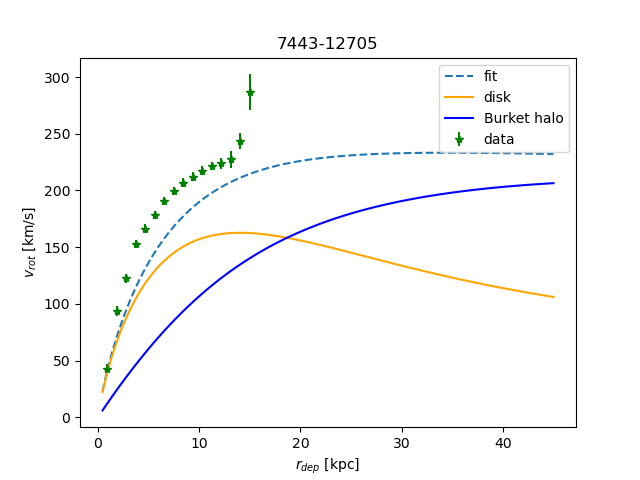 7443-12705
fit
disk
Burket halo
data
300
250
200
150
100
50
0
v_rot [km/s]
0 10 20 30 40
r_dep [kpc]